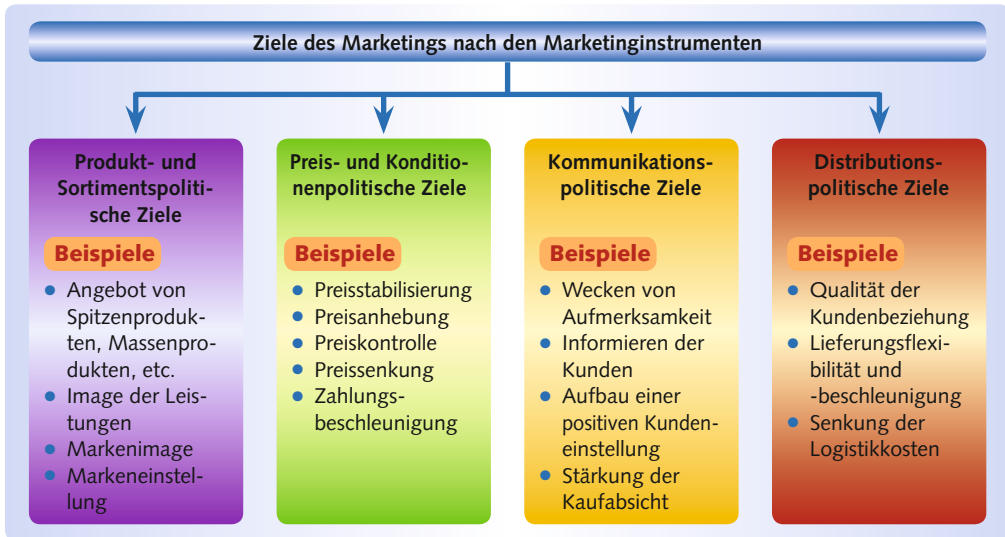 Ziele des Marketings nach den Marketinginstrumenten
Produkt- und
Sortimentspoliti-
sche Ziele
Beispiele
• Angebot von
Spitzenproduk-
ten, Massenpro-
dukten, etc.
• Image der Leis-
tungen
• Markenimage
• Markeneinstel-
lung
Preis- und Konditio-
nenpolitische Ziele
Beispiele
• Preisstabilisierung
• Preisanhebung
• Preiskontrolle
• Preissenkung
• Zahlungs-
beschleunigung
Kommunikations-
politische Ziele
Beispiele
• Wecken von
Aufmerksamkeit
• Informieren der
Kunden
• Aufbau einer
positiven Kunden-
einstellung
• Stärkung der
Kaufabsicht
Distributions-
politische Ziele
Beispiele
• Qualität der
Kundenbeziehung
• Lieferungsflexi-
bilität und
-beschleunigung
• Senkung der
Logistikkosten